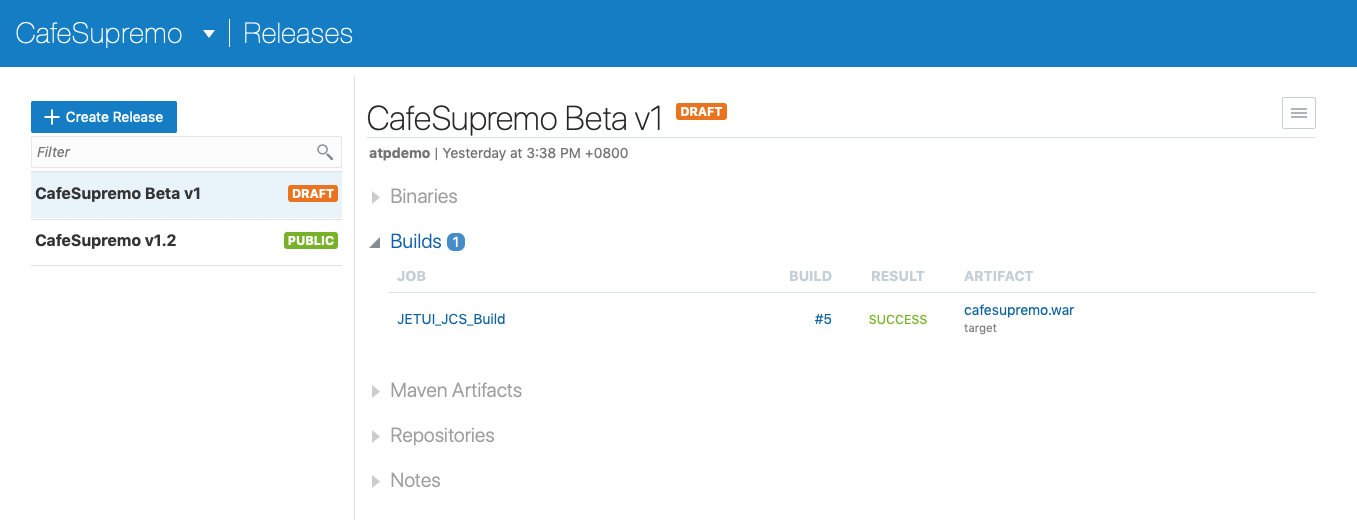 CafeSupremo Releases
Create Release
Filter
CafeSupremo Beta v1 DRAFT
CafeSupremo v1.2 PUBLIC
CafeSupremo Beta v1 DRAFT
atpdemo | Yesterday at 3:38 PM +0800
Binaries
Builds 1
JOB BUILD RESULT ARTIFACT
JETUI_JCS_Build #5 SUCCESS cafesupremo.war
target
Maven Artifacts
Repositories
Notes